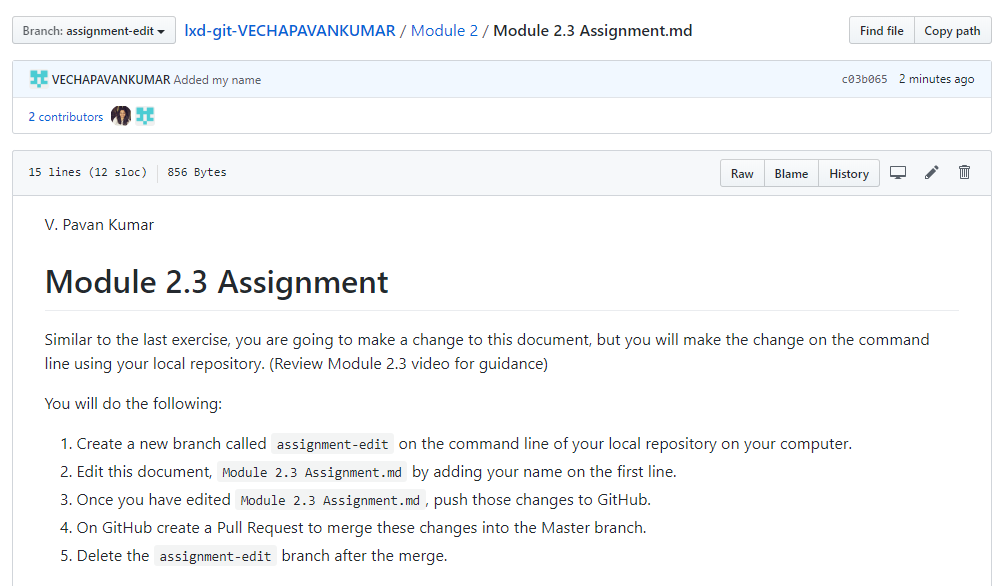 Branch: assignment-edit lxd-git-VECHAPAVANKUMAR / Module 2 / Module 2.3 Assignment.md Find file Copy path
VECHAPAVANKUMAR Added my name c03b065 2 minutes ago
2 contributors
15 lines (12 sloc) 856 Bytes Raw Blame History
V. Pavan Kumar
Module 2.3 Assignment
Similar to the last exercise, you are going to make a change to this document, but you will make the change on the command
line using your local repository. (Review Module 2.3 video for guidance)
You will do the following:
1. Create a new branch called assignment-edit on the command line of your local repository on your computer.
2. Edit this document, Module 2.3 Assignment.md by adding your name on the first line.
3. Once you have edited Module 2.3 Assignment.md , push those changes to GitHub.
4. On GitHub create a Pull Request to merge these changes into the Master branch.
5. Delete the assignment-edit branch after the merge.